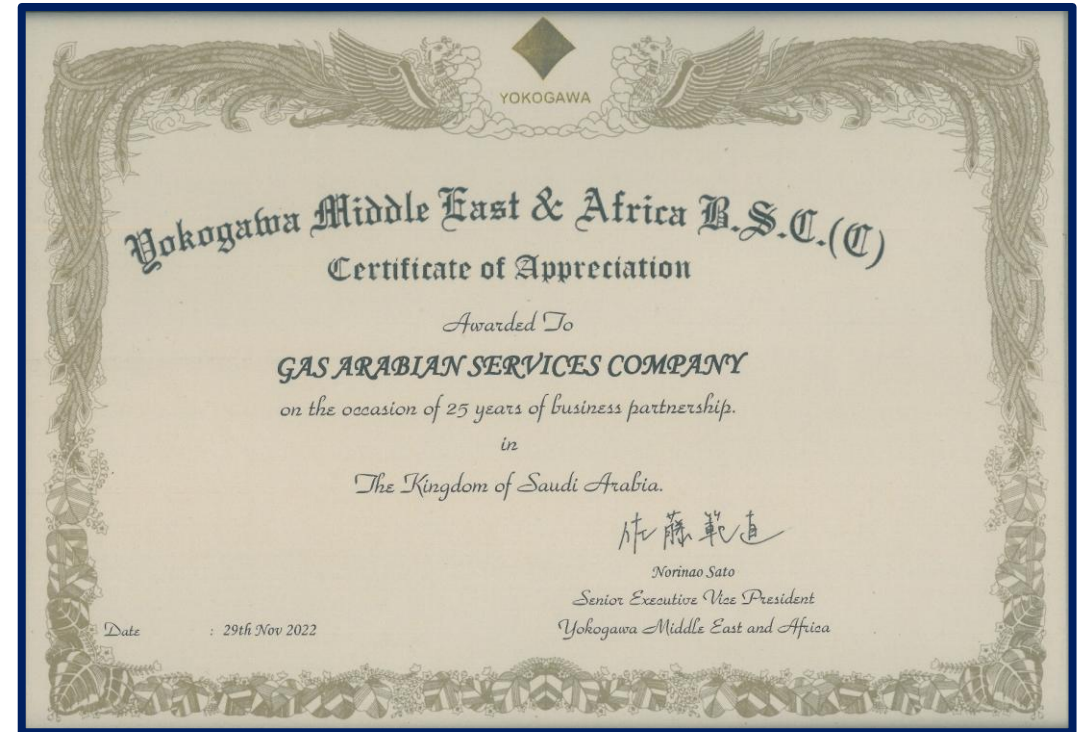 YOKOGAWA
Yokogawa Middle East & Africa B.S.C.(C)
Certificate of Appreciation
Awarded To
GAS ARABIAN SERVICES COMPANY
on the occasion of 25 years of business partnership.
in
The Kingdom of Saudi Arabia.
佐藤範直
Norinao Sato
Senior Executive Vice President
Yokogawa Middle East and Africa
Date : 29th Nov 2022